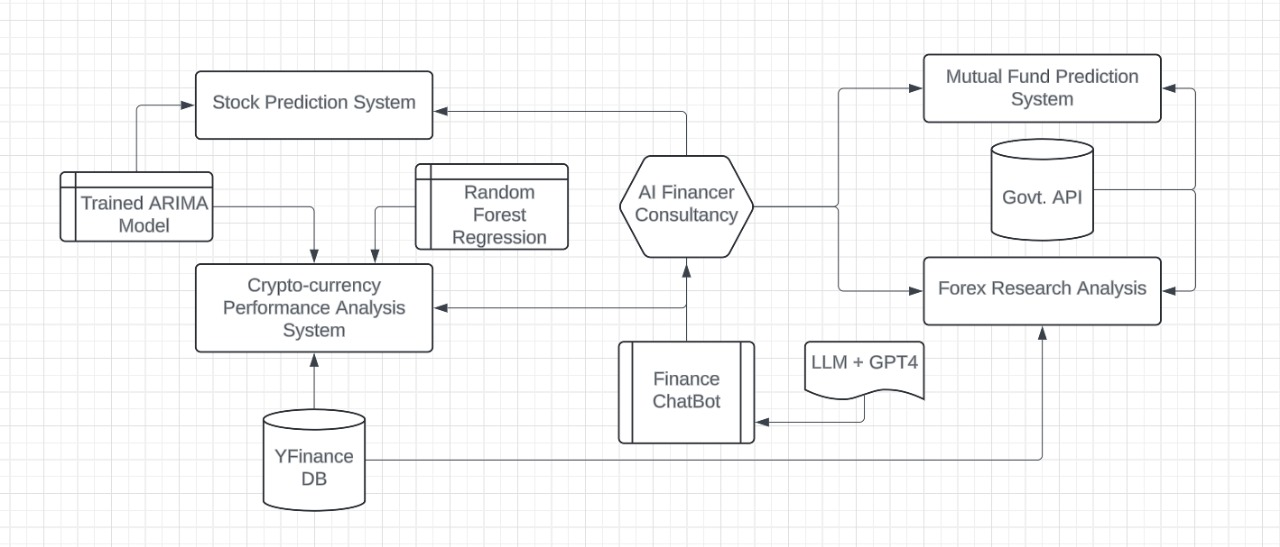 Stock Prediction System
Mutual Fund Prediction
System
Trained ARIMA
Model
Random
Forest
Regression
AI Financer
Consultancy
Govt. API
Crypto-currency
Performance Analysis
System
Forex Research Analysis
Finance
ChatBot
LLM + GPT4
YFinance
DB